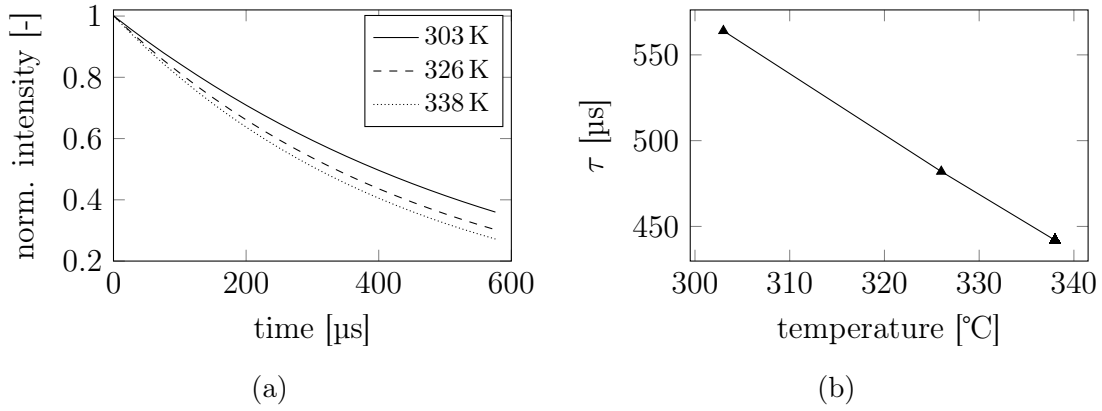 norm. intensity [-]
1
0.8
0.6
0.4
0.2
0 200 400 600
time [µs]
303 K
326 K
338 K
(a)
τ [µs]
550
500
450
300 310 320 330 340
temperature [°C]
(b)